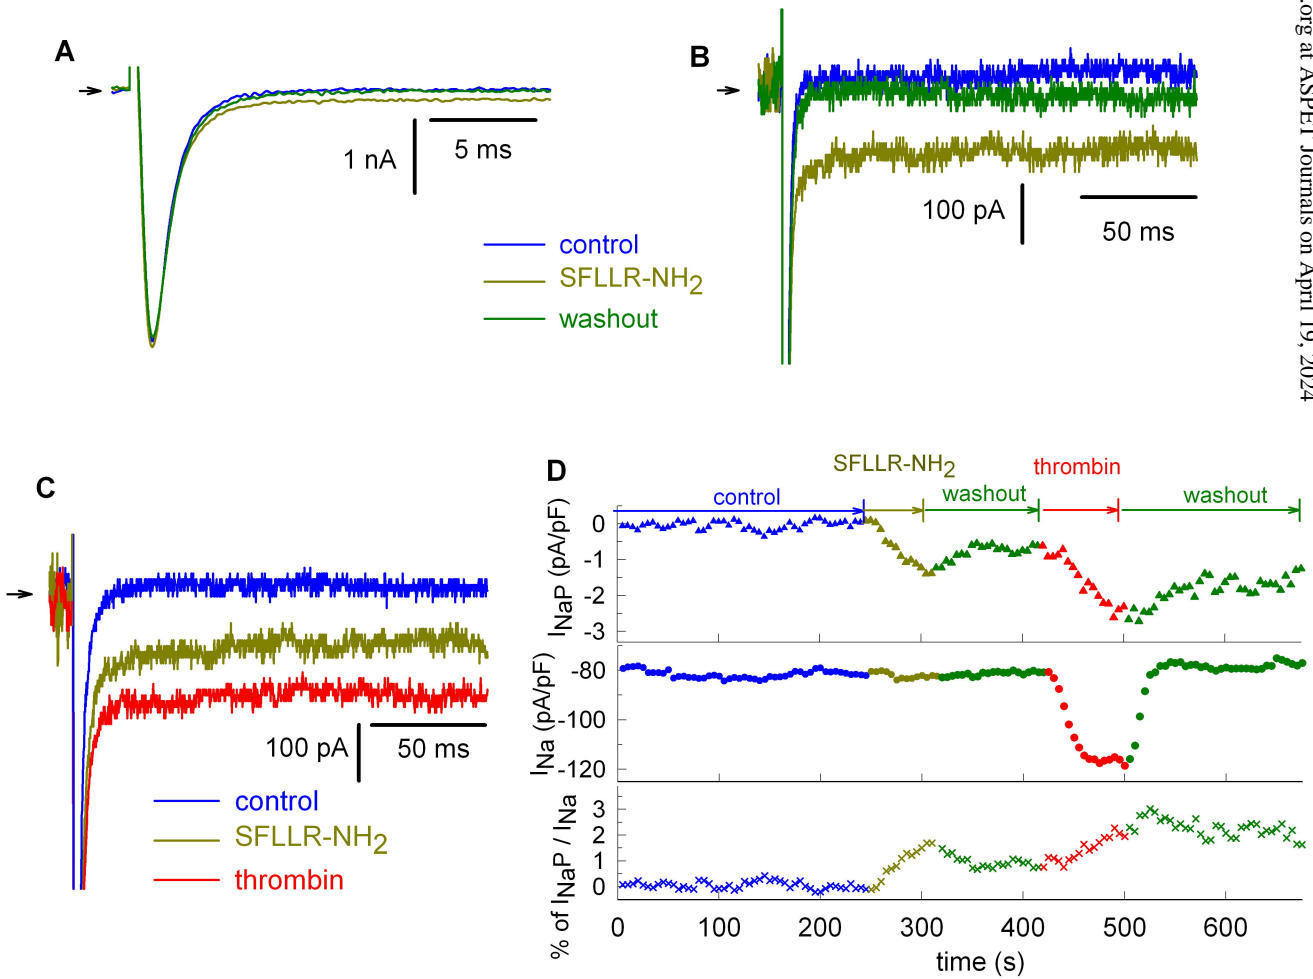 A
1 nA
5 ms
control
SFLLR-NH2
washout
B
100 pA
50 ms
.org at ASPET Journals on April 19, 2024
C
100 pA
50 ms
control
SFLLR-NH2
thrombin
D
SFLLR-NH2
thrombin
control
washout
washout
INaP (pA/pF)
0
-1
-2
-3
INa (pA/pF)
-80
-100
-120
% of INaP / INa
3
2
1
0
0 100 200 300 400 500 600
time (s)